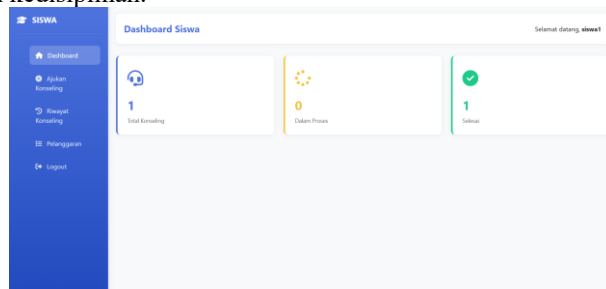 kedisiplinan.
SISWA
Dashboard Siswa
Selamat datang, siswa1
Dashboard
Ajukan
Konseling
Riwayat
Konseling
Pelanggaran
Logout
1
Total Konseling
0
Dalam Proses
1
Selesai